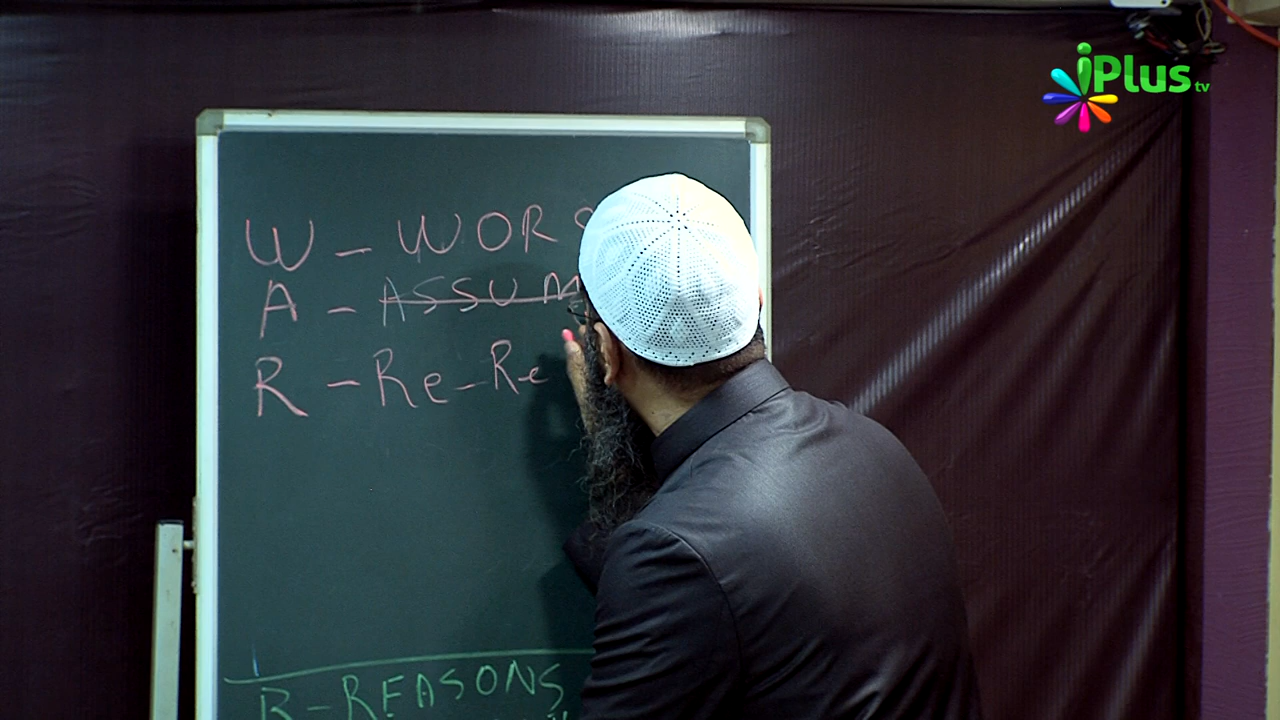 iPlus tv
W - WORS
A - ASSUM
R - Re-Re
R - REASONS